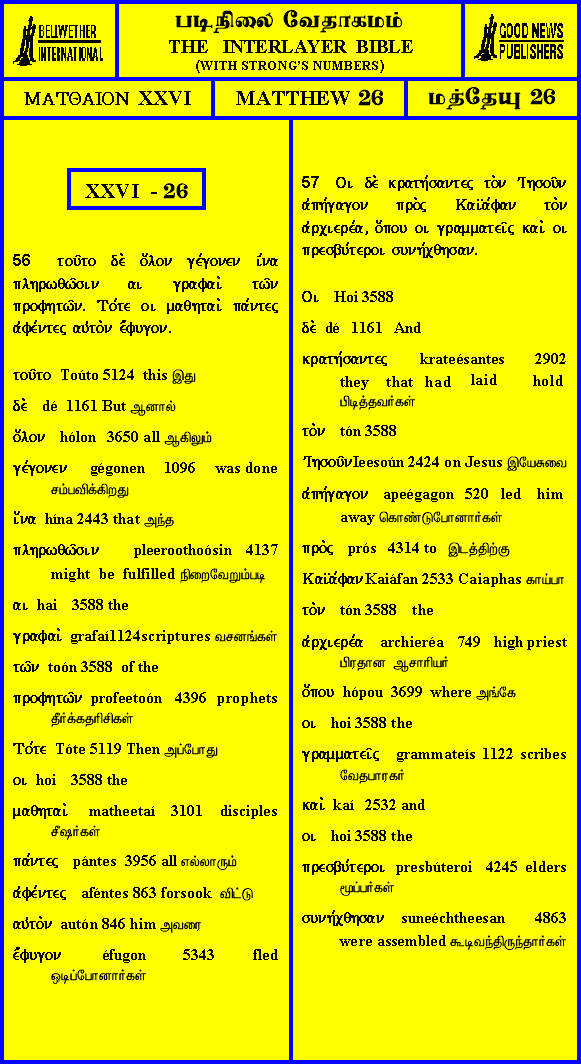 BELLWETHER
INTERNATIONAL
படிநிலை வேதாகமம்
THE INTERLAYER BIBLE
(WITH STRONG'S NUMBERS)
GOOD NEWS
PUBLISHERS
ΜΑΤΘΑΙΟΝ XXVI
MATTHEW 26
மத்தேயு 26
XXVI - 26
56 τοῦτο δὲ ὅλον γέγονεν ἵνα
πληρωθῶσιν αι γραφαὶ τῶν
προφητῶν. Τότε οι μαθηταὶ πάντες
ἀφέντες αὐτὸν ἔφυγον.
τοῦτο Toúto 5124 this இது
δὲ dé 1161 But ஆனால்
ὅλον hólon 3650 all ஆகிலும்
γέγονεν gégonen 1096 was done
சம்பவிக்கிறது
ἵνα hína 2443 that அந்த
πληρωθῶσιν pleeroothoósin 4137
might be fulfilled நிறைவேறும்படி
αι hai 3588 the
γραφαὶ grafaí1124scriptures வசனங்கள்
τῶν toón 3588 of the
προφητῶν profeetoón 4396 prophets
தீர்க்கதரிசிகள்
Τότε Tóte 5119 Then அப்போது
οι hoi 3588 the
μαθηταὶ matheetaí 3101 disciples
சீஷர்கள்
πάντες pántes 3956 all எல்லாரும்
ἀφέντες aféntes 863 forsook விட்டு
αὐτὸν autón 846 him அவரை
ἔφυγον éfugon 5343 fled
ஓடிப்போனார்கள்
57 Οι δὲ κρατήσαντες τὸν Ἰησοῦν
ἀπήγαγον πρὸς Καϊάφαν τὸν
ἀρχιερέα, ὅπου οι γραμματεῖς καὶ οι
πρεσβύτεροι συνήχθησαν.
Οι Hoi 3588
δὲ dé 1161 And
κρατήσαντες krateésantes 2902
they that had laid hold
பிடித்தவர்கள்
τὸν tón 3588
Ἰησοῦν Ieesoún 2424 on Jesus இயேசுவை
ἀπήγαγον apeégagon 520 led him
away கொண்டுபோனார்கள்
πρὸς prós 4314 to இடத்திற்கு
Καϊάφαν Kaiáfan 2533 Caiaphas காய்பா
τὸν tón 3588 the
ἀρχιερέα archieréa 749 high priest
பிரதான ஆசாரியர்
ὅπου hópou 3699 where அங்கே
οι hoi 3588 the
γραμματεῖς grammateís 1122 scribes
வேதபாரகர்
καὶ kaí 2532 and
οι hoi 3588 the
πρεσβύτεροι presbúteroi 4245 elders
மூப்பர்கள்
συνήχθησαν suneéchtheesan 4863
were assembled கூடிவந்திருந்தார்கள்